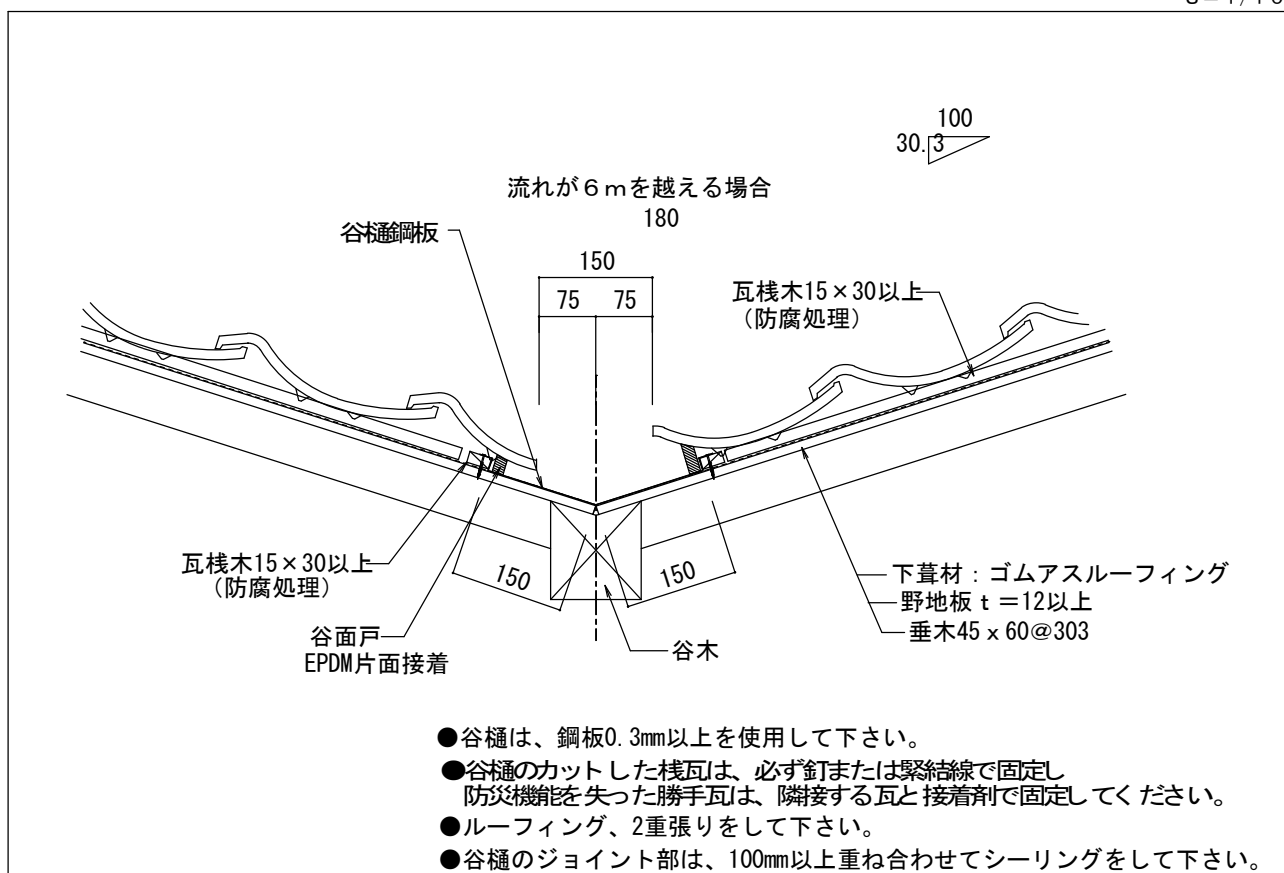 100
30.3
流れが６ｍを越える場合
180
谷樋鋼板
150
75 75
瓦桟木15×30以上
（防腐処理）
瓦桟木15×30以上
（防腐処理）
150
150
下葺材：ゴムアスルーフィング
野地板ｔ＝12以上
垂木45ｘ60@303
谷面戸
EPDM片面接着
谷木
●谷樋は、鋼板0.3mm以上を使用して下さい。
●谷樋のカットした桟瓦は、必ず釘または緊結線で固定し
防災機能を失った勝手瓦は、隣接する瓦と接着剤で固定してください。
●ルーフィング、2重張りをして下さい。
●谷樋のジョイント部は、100mm以上重ね合わせてシーリングをして下さい。